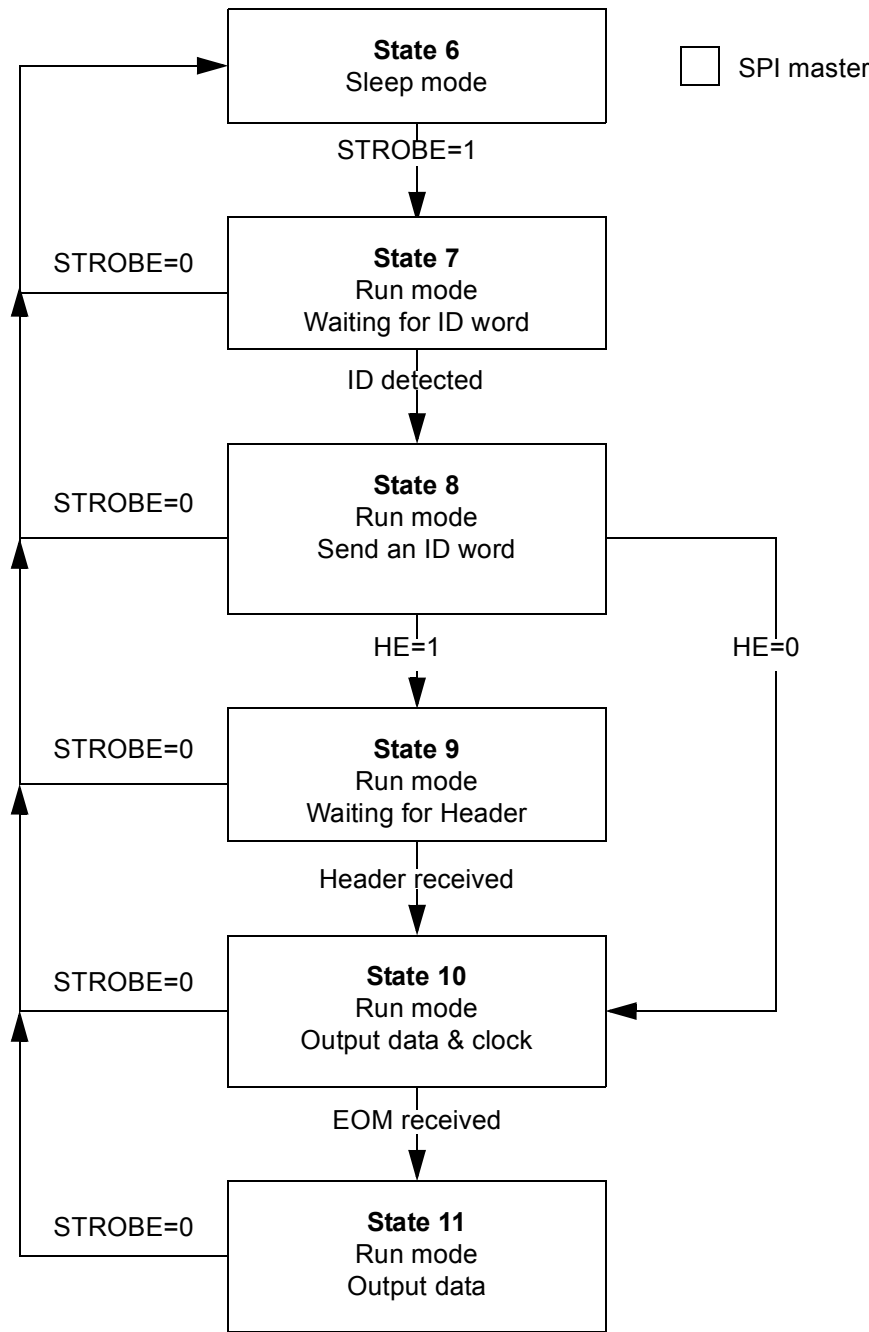 State 6
Sleep mode
SPI master
STROBE=1
State 7
Run mode
Waiting for ID word
STROBE=0
ID detected
State 8
Run mode
Send an ID word
STROBE=0
HE=1
HE=0
State 9
Run mode
Waiting for Header
STROBE=0
Header received
State 10
Run mode
Output data & clock
STROBE=0
EOM received
State 11
Run mode
Output data
STROBE=0